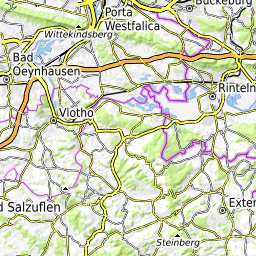 Bückeburg
Porta
Westfalica
Wittekindsberg
Bad
Oeynhausen
Rinteln
Vlotho
d Salzuflen
Exter
Steinberg